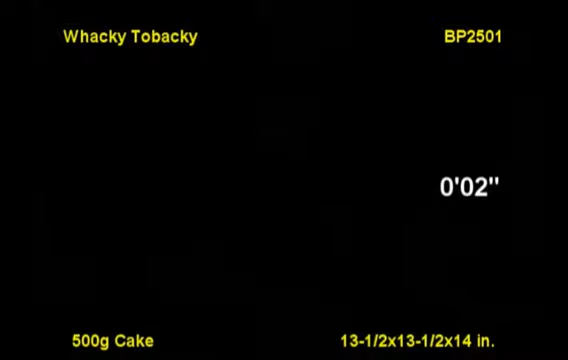 Whacky Tobacky
BP2501
0'02"
500g Cake
13-1/2x13-1/2x14 in.